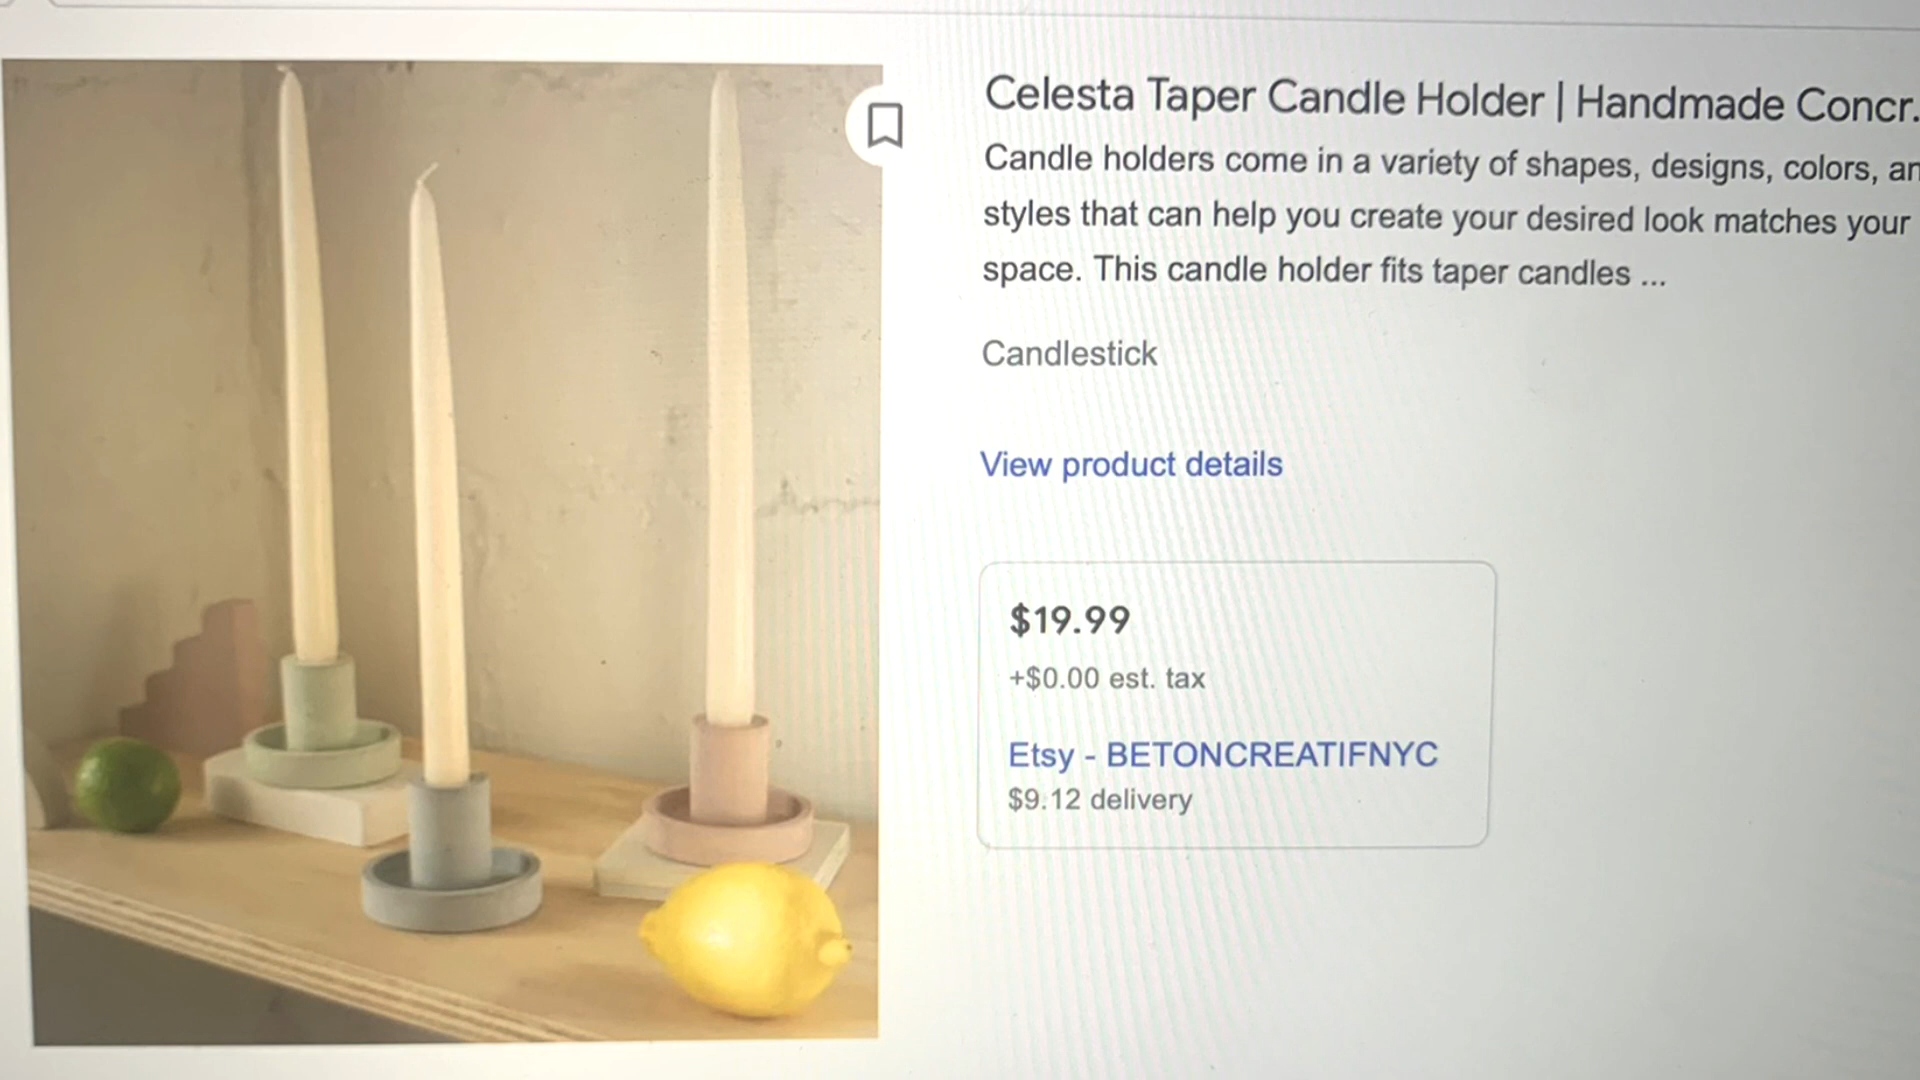 Celesta Taper Candle Holder | Handmade Concr.
Candle holders come in a variety of shapes, designs, colors,
styles that can help you create your desired look matches your
space. This candle holder fits taper candles ...
Candlestick
View product details
$19.99
+$0.00 est. tax
Etsy - BETONCREATIFNYC
$9.12 delivery